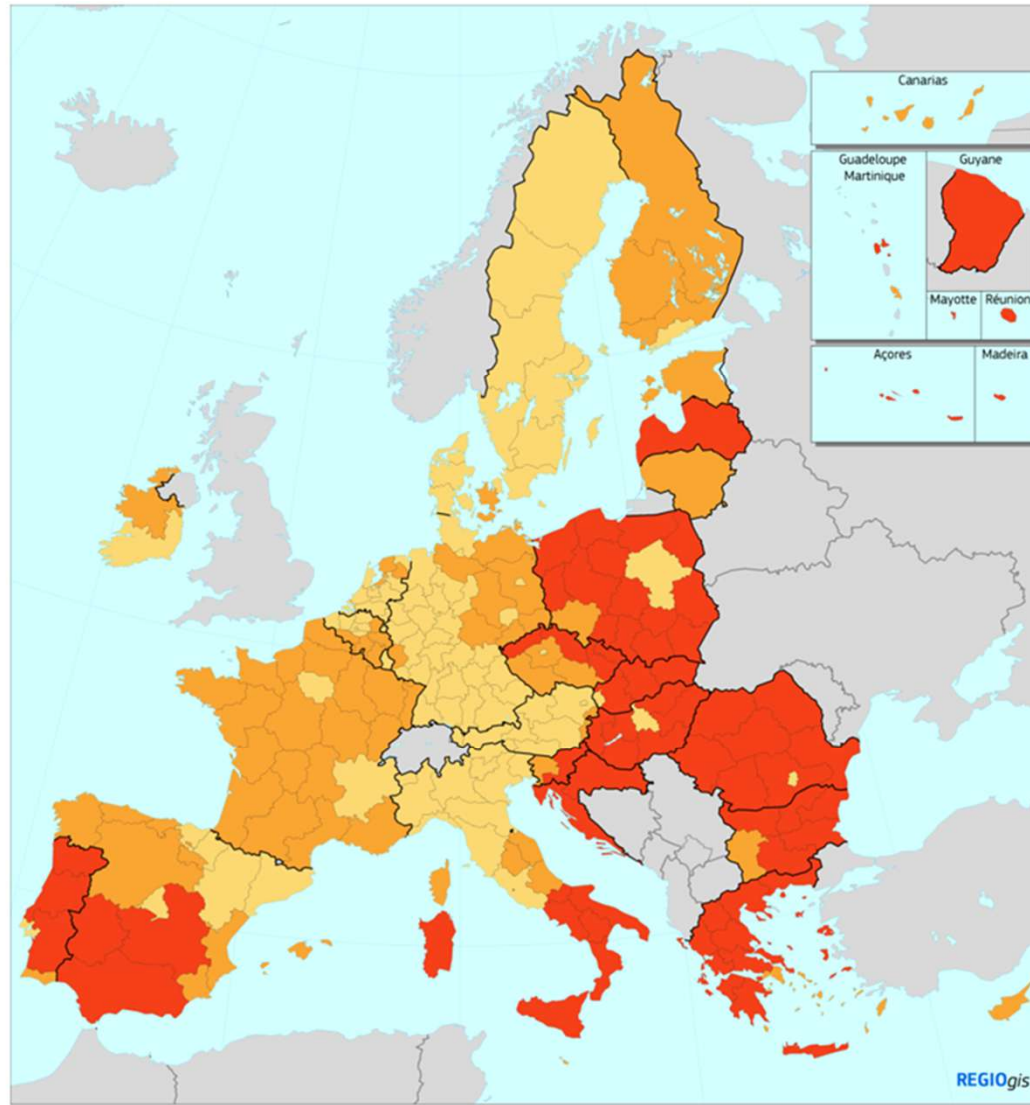 Canarias
Guadeloupe
Martinique
Guyane
Mayotte
Réunion
Açores
Madeira
REGIOgis